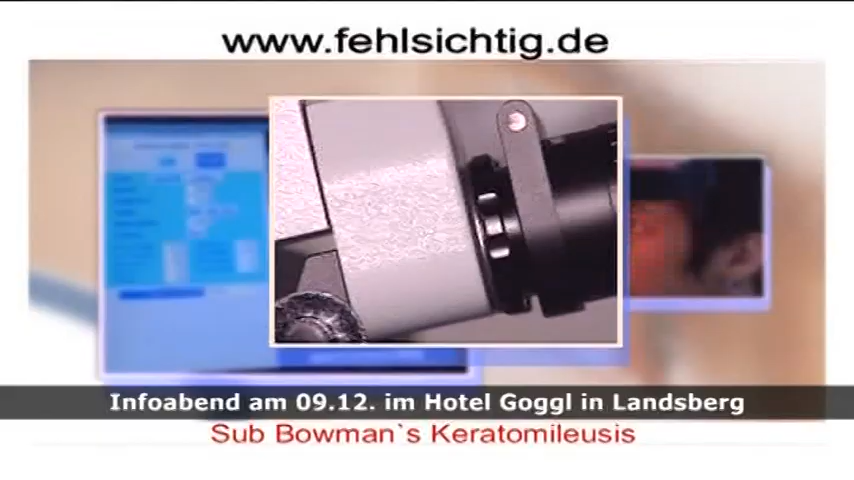 www.fehlsichtig.de
Infoabend am 09.12. im Hotel Goggl in Landsberg
Sub Bowman`s Keratomileusis